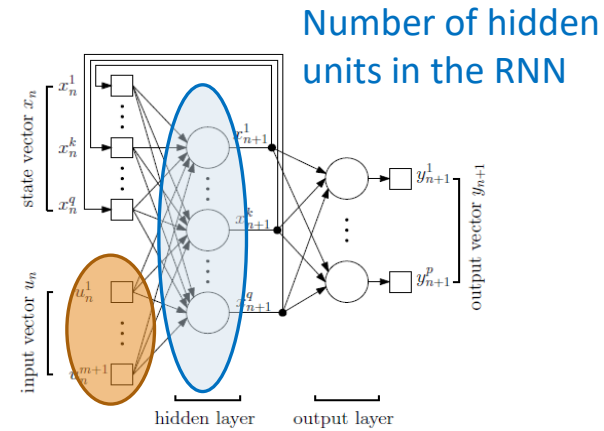 Number of hidden
units in the RNN
state vector x_n
x_n^1
x_n^k
x_n^q
input vector u_n
u_n^1
u_n^{m+1}
x_{n+1}^1
x_{n+1}^k
x_{n+1}^q
y_{n+1}^1
y_{n+1}^p
output vector y_{n+1}
hidden layer
output layer